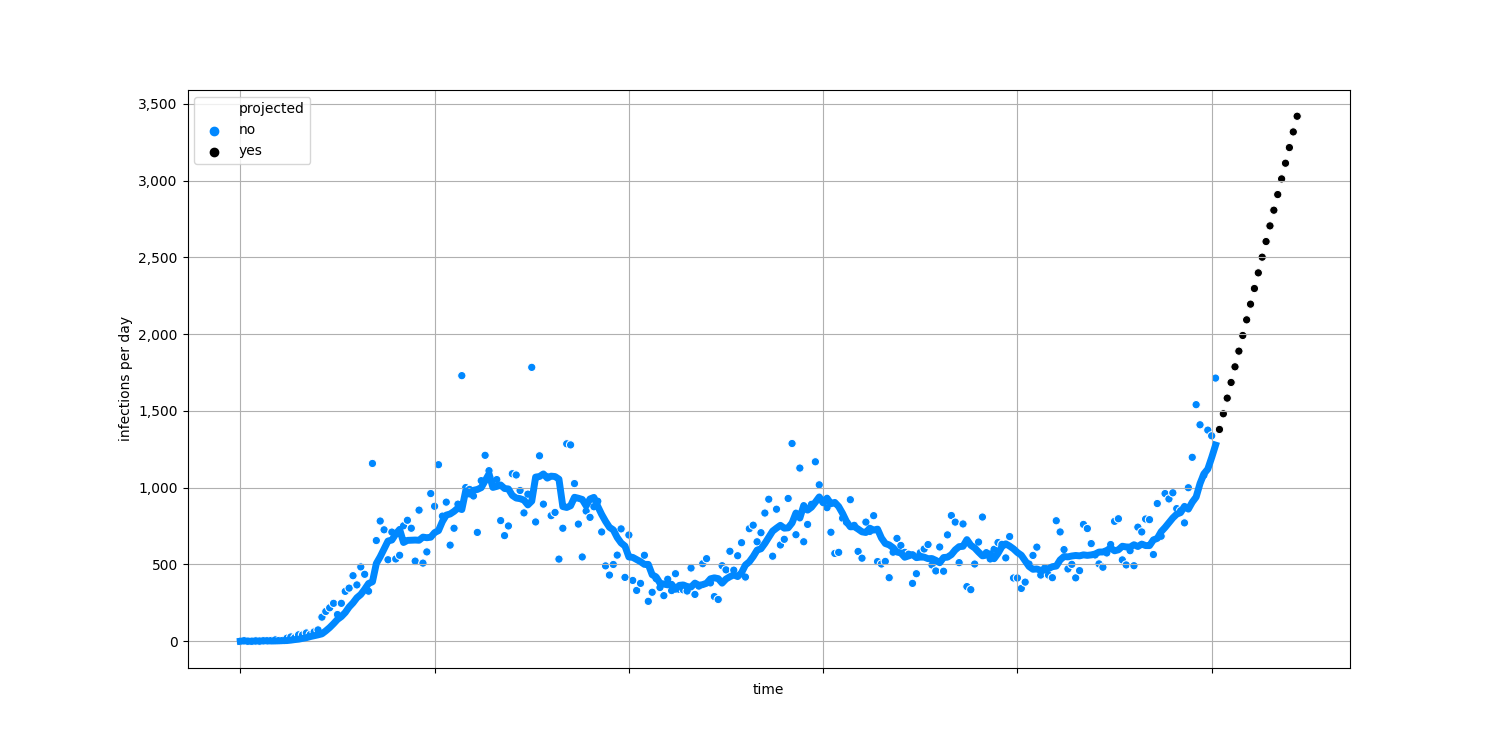 projected
no
yes
3,500
3,000
2,500
2,000
1,500
1,000
500
0
infections per day
time